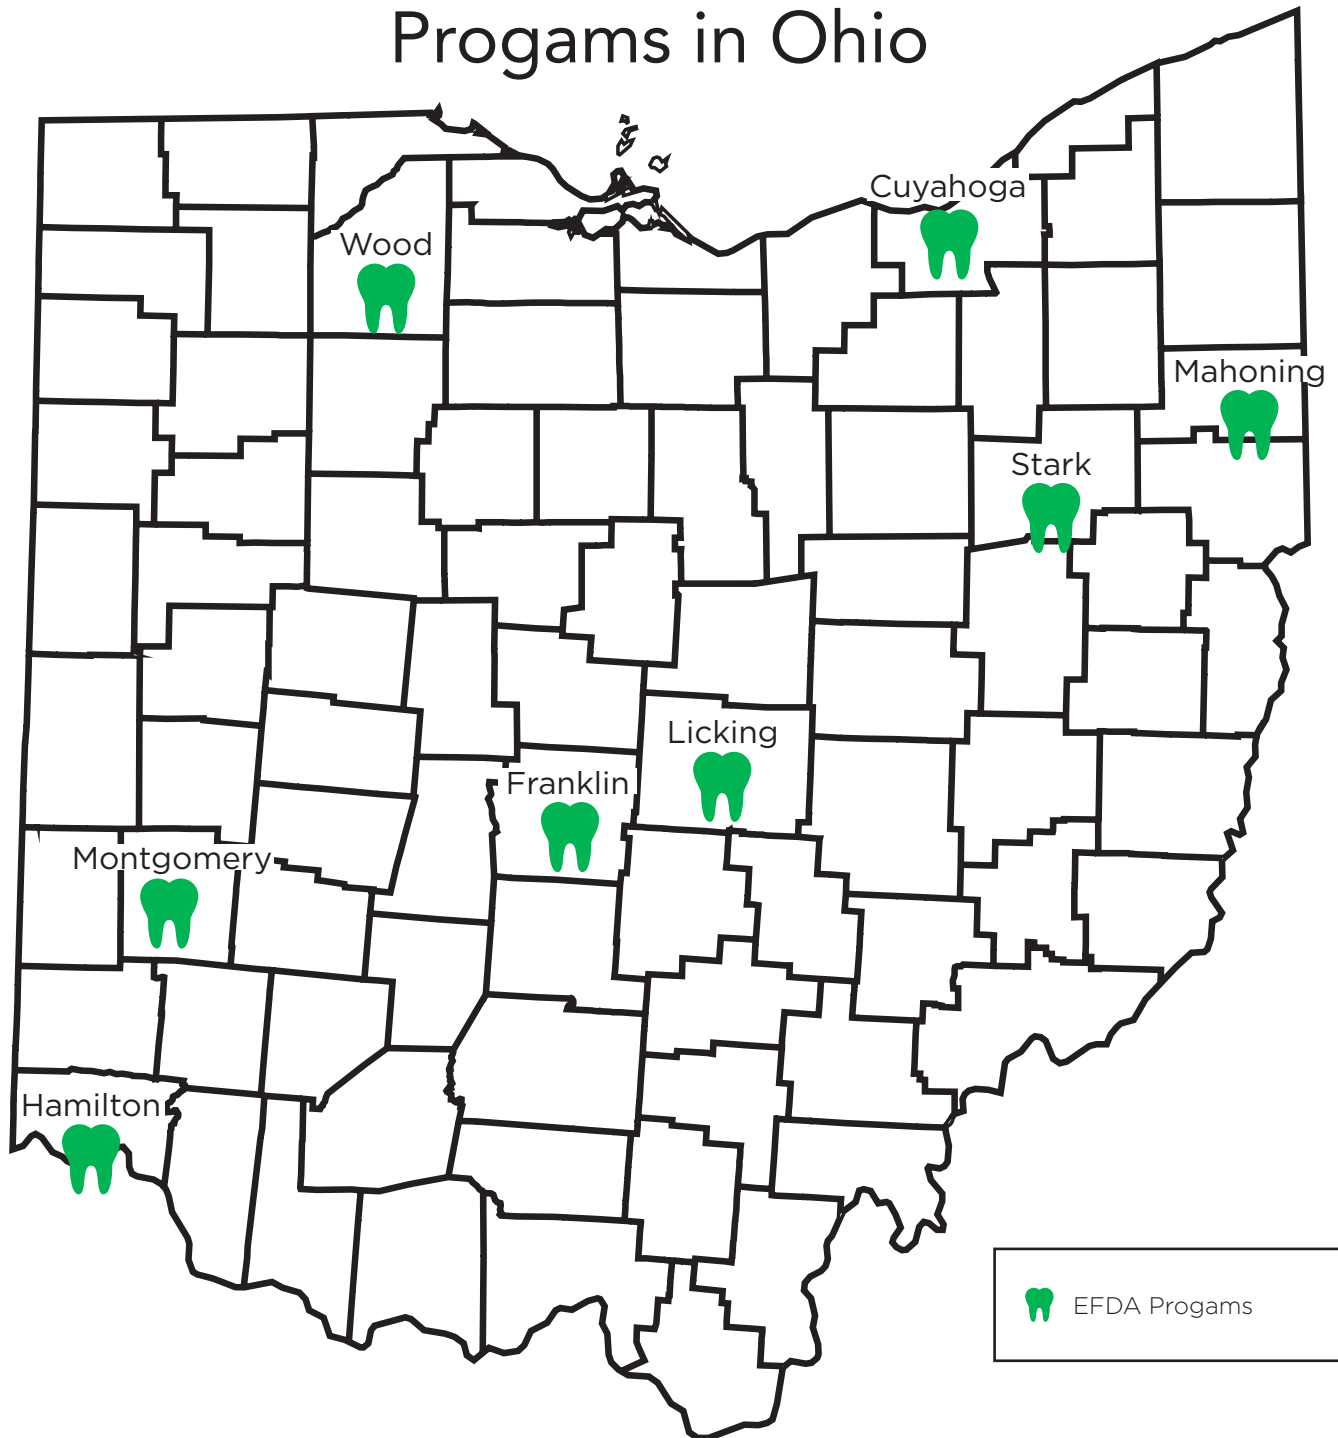 Progams in Ohio
Cuyahoga
Wood
Mahoning
Stark
Licking
Franklin
Montgomery
Hamilton
EFDA Progams